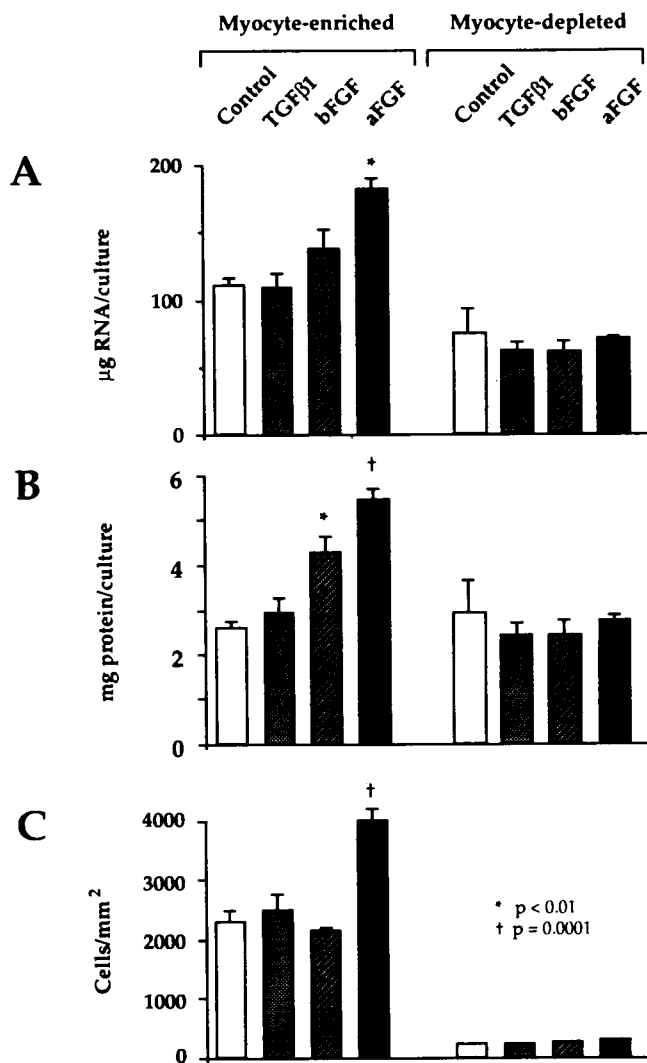 Myocyte-enriched Myocyte-depleted
Control TGFβ1 bFGF aFGF Control TGFβ1 bFGF aFGF
A
µg RNA/culture
200
100
0
*
B
mg protein/culture
6
4
2
0
*
†
C
Cells/mm²
4000
3000
2000
1000
0
†
* p < 0.01
† p = 0.0001